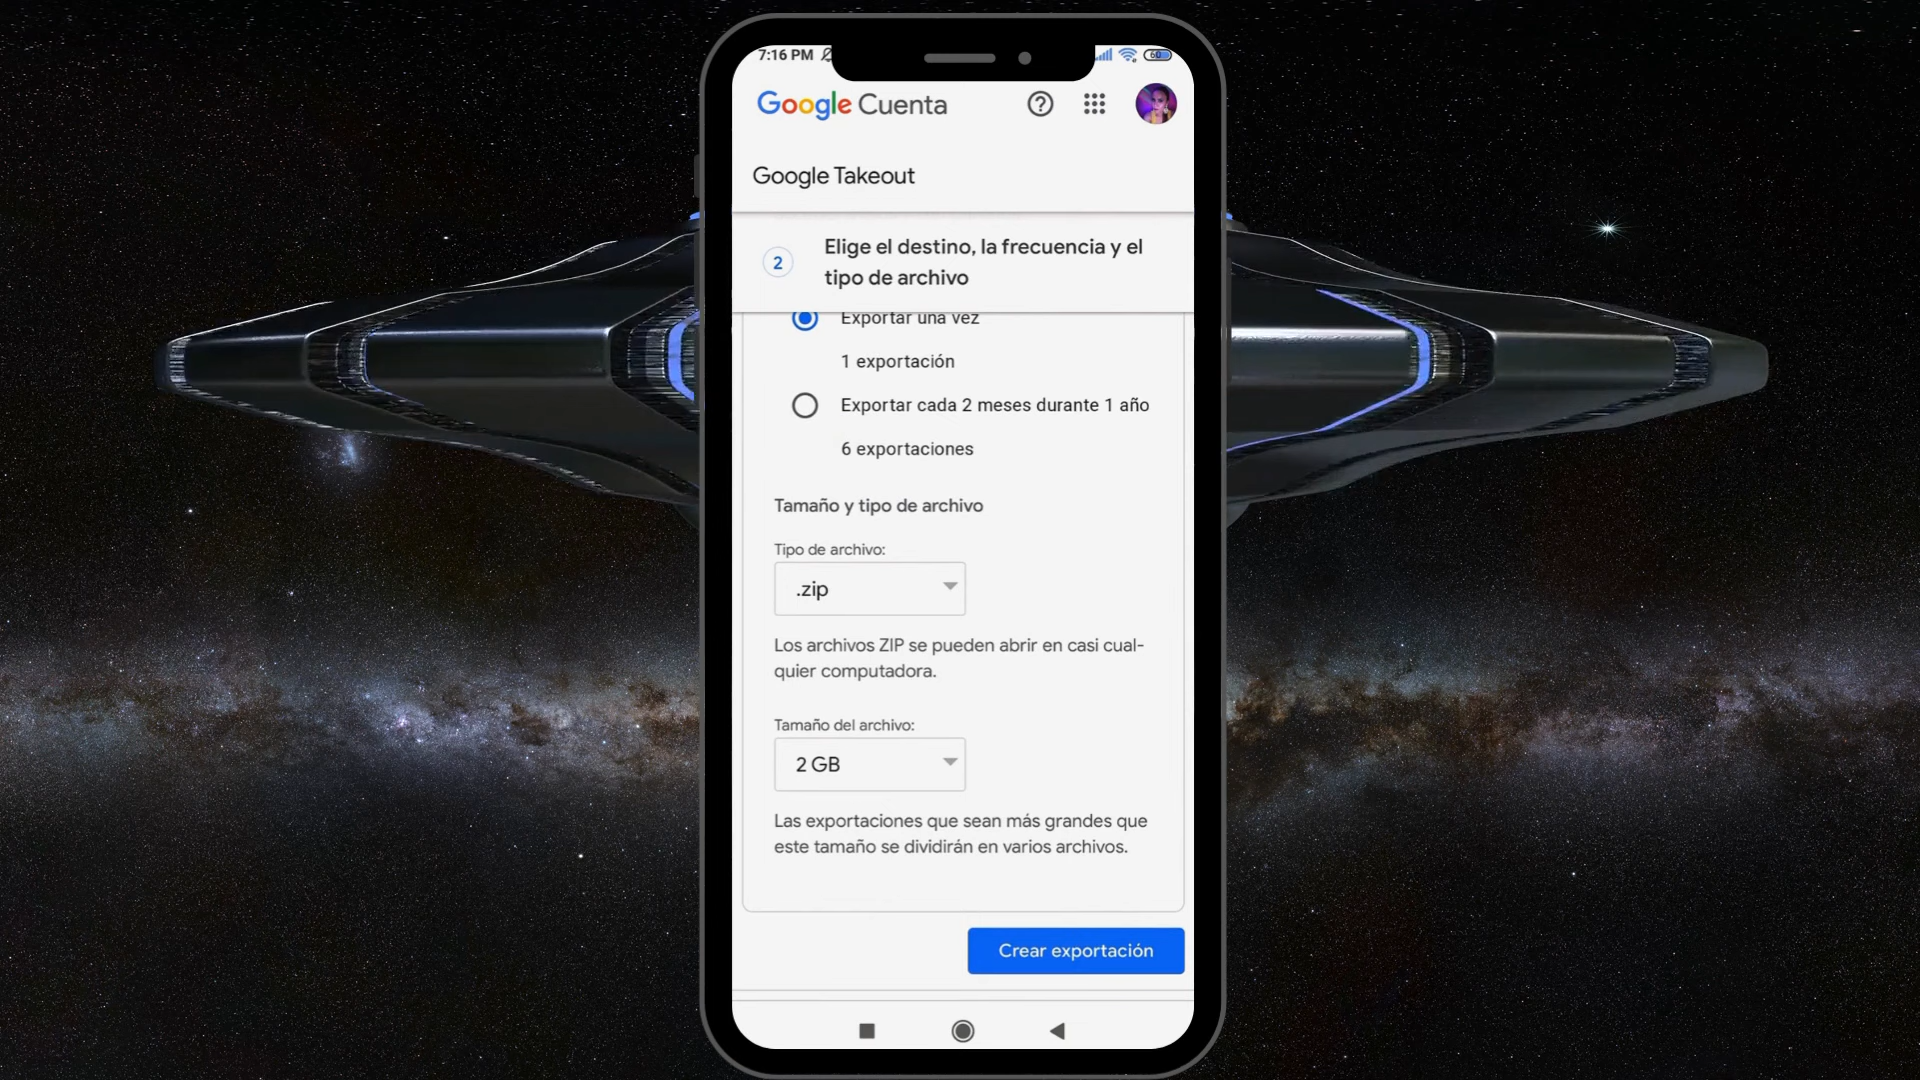 7:16 PM
60
Google Cuenta
Google Takeout
2
Elige el destino, la frecuencia y el
tipo de archivo
Exportar una vez
1 exportación
Exportar cada 2 meses durante 1 año
6 exportaciones
Tamaño y tipo de archivo
Tipo de archivo:
.zip
Los archivos ZIP se pueden abrir en casi cual-
quier computadora.
Tamaño del archivo:
2 GB
Las exportaciones que sean más grandes que
este tamaño se dividirán en varios archivos.
Crear exportación